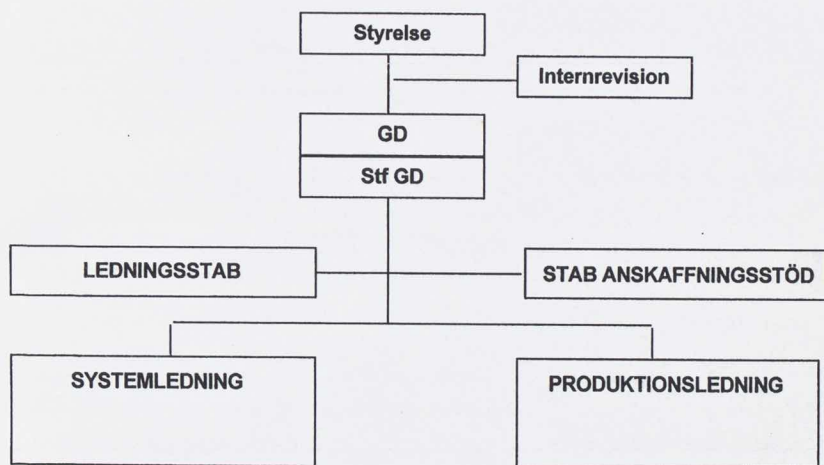 Styrelse
Internrevision
GD
Stf GD
LEDNINGSSTAB
STAB ANSKAFFNINGSSTÖD
SYSTEMLEDNING
PRODUKTIONSLEDNING